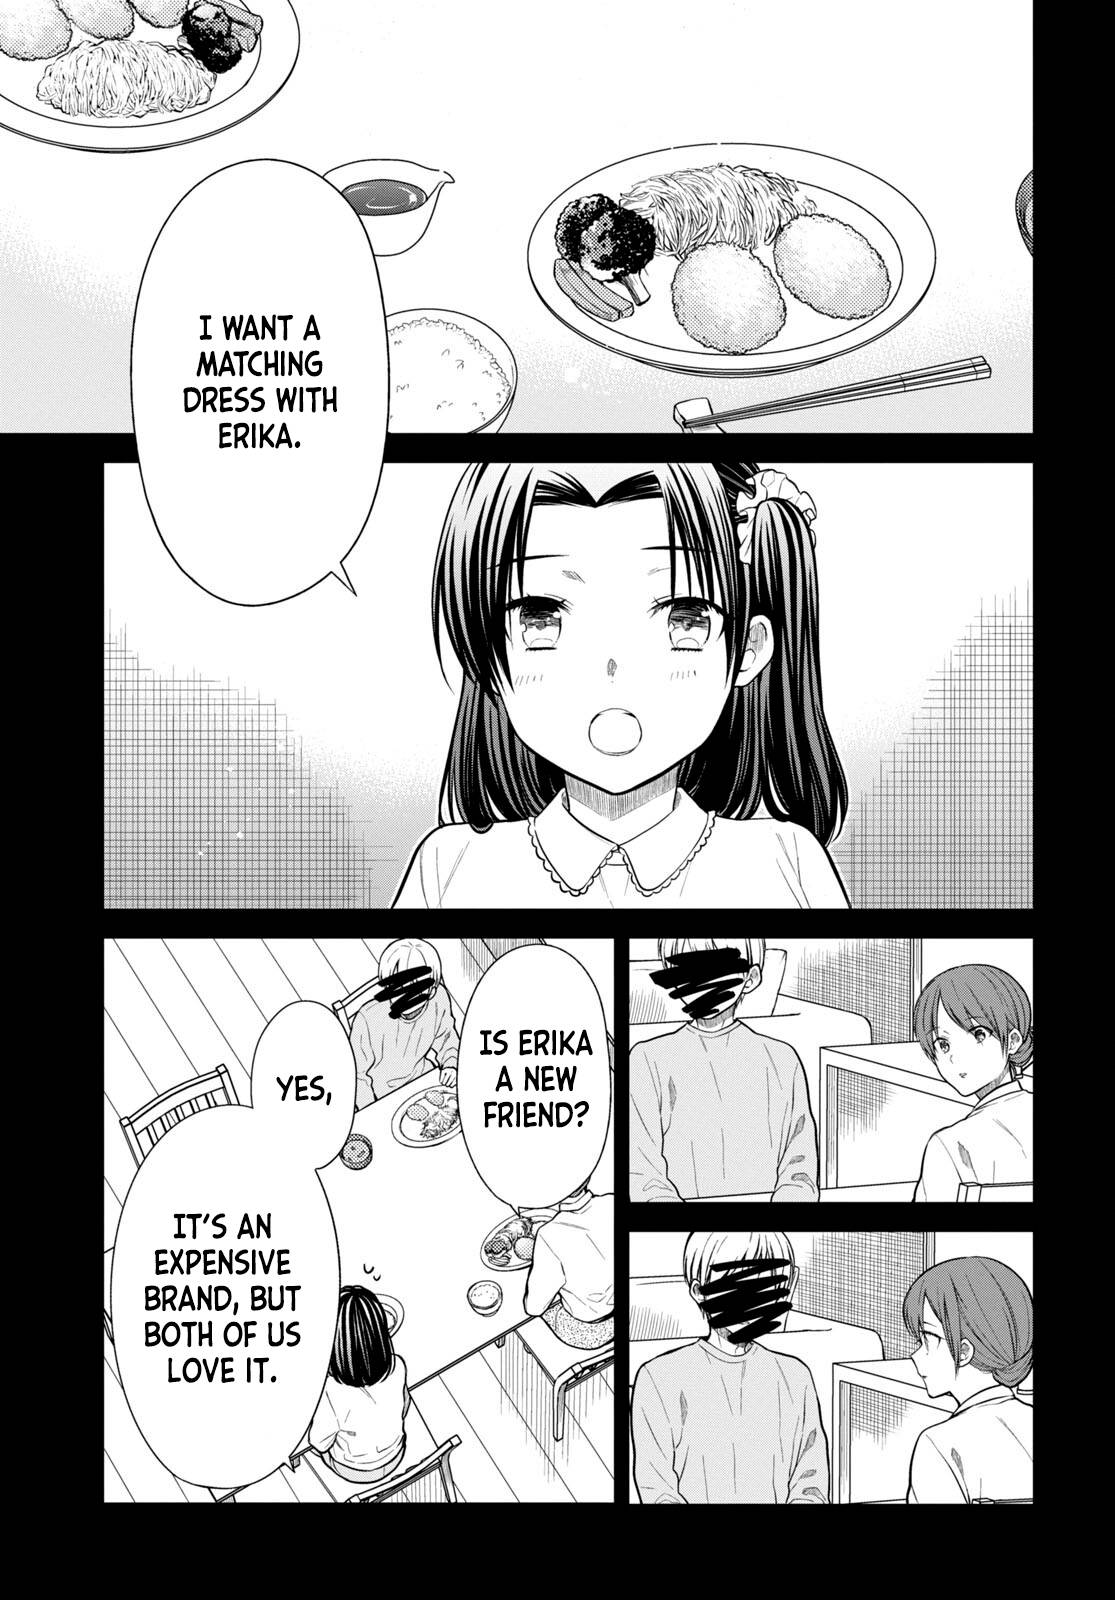 I WANT A
MATCHING
DRESS WITH
ERIKA.
IS ERIKA
A NEW
FRIEND?
YES,
IT'S AN
EXPENSIVE
BRAND, BUT
BOTH OF US
LOVE IT.